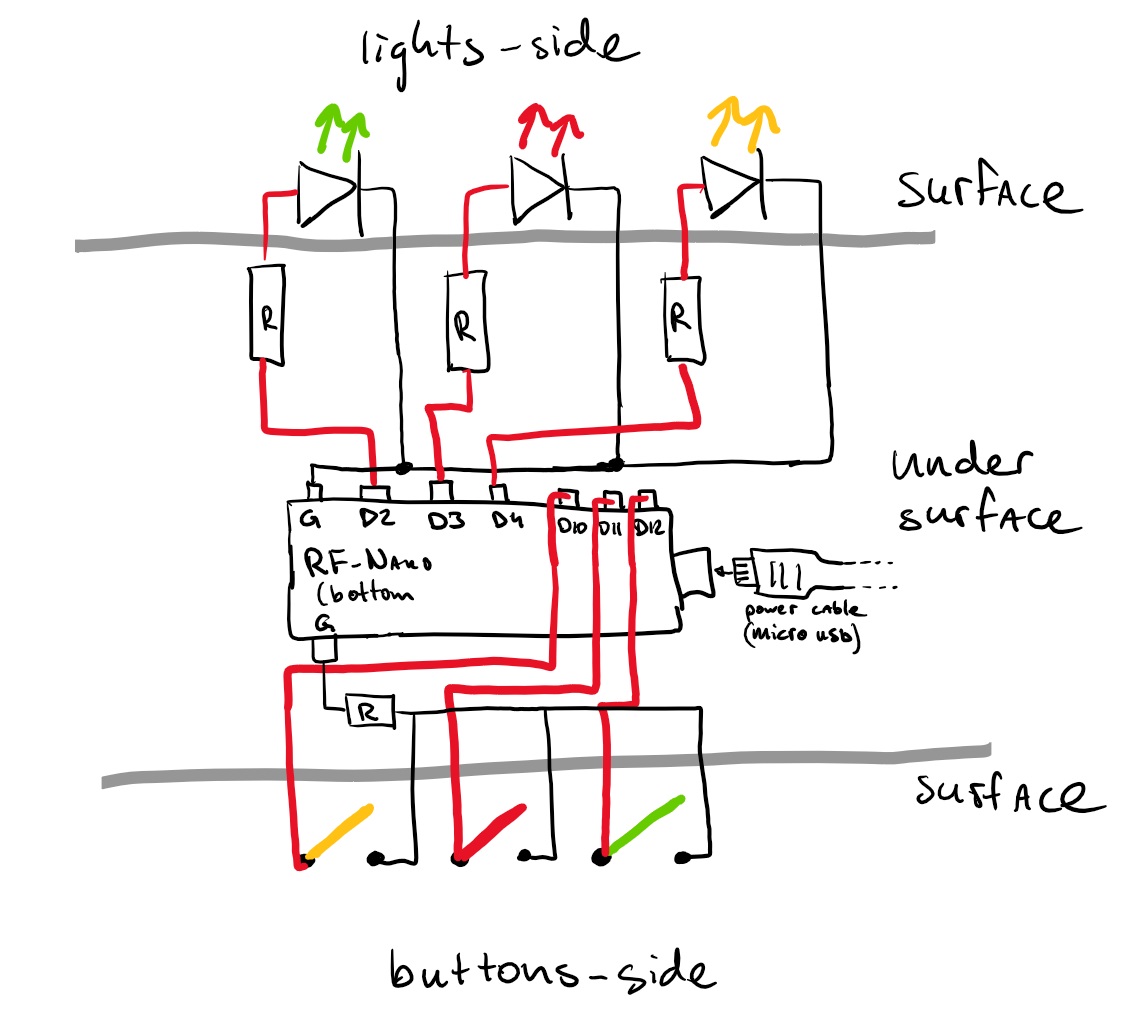 lights-side
surface
R
R
R
under
surface
G D2 D3 D4 D10 D11 D12
RF-Nano
(bottom
G
power cable
(micro usb)
R
surface
buttons-side